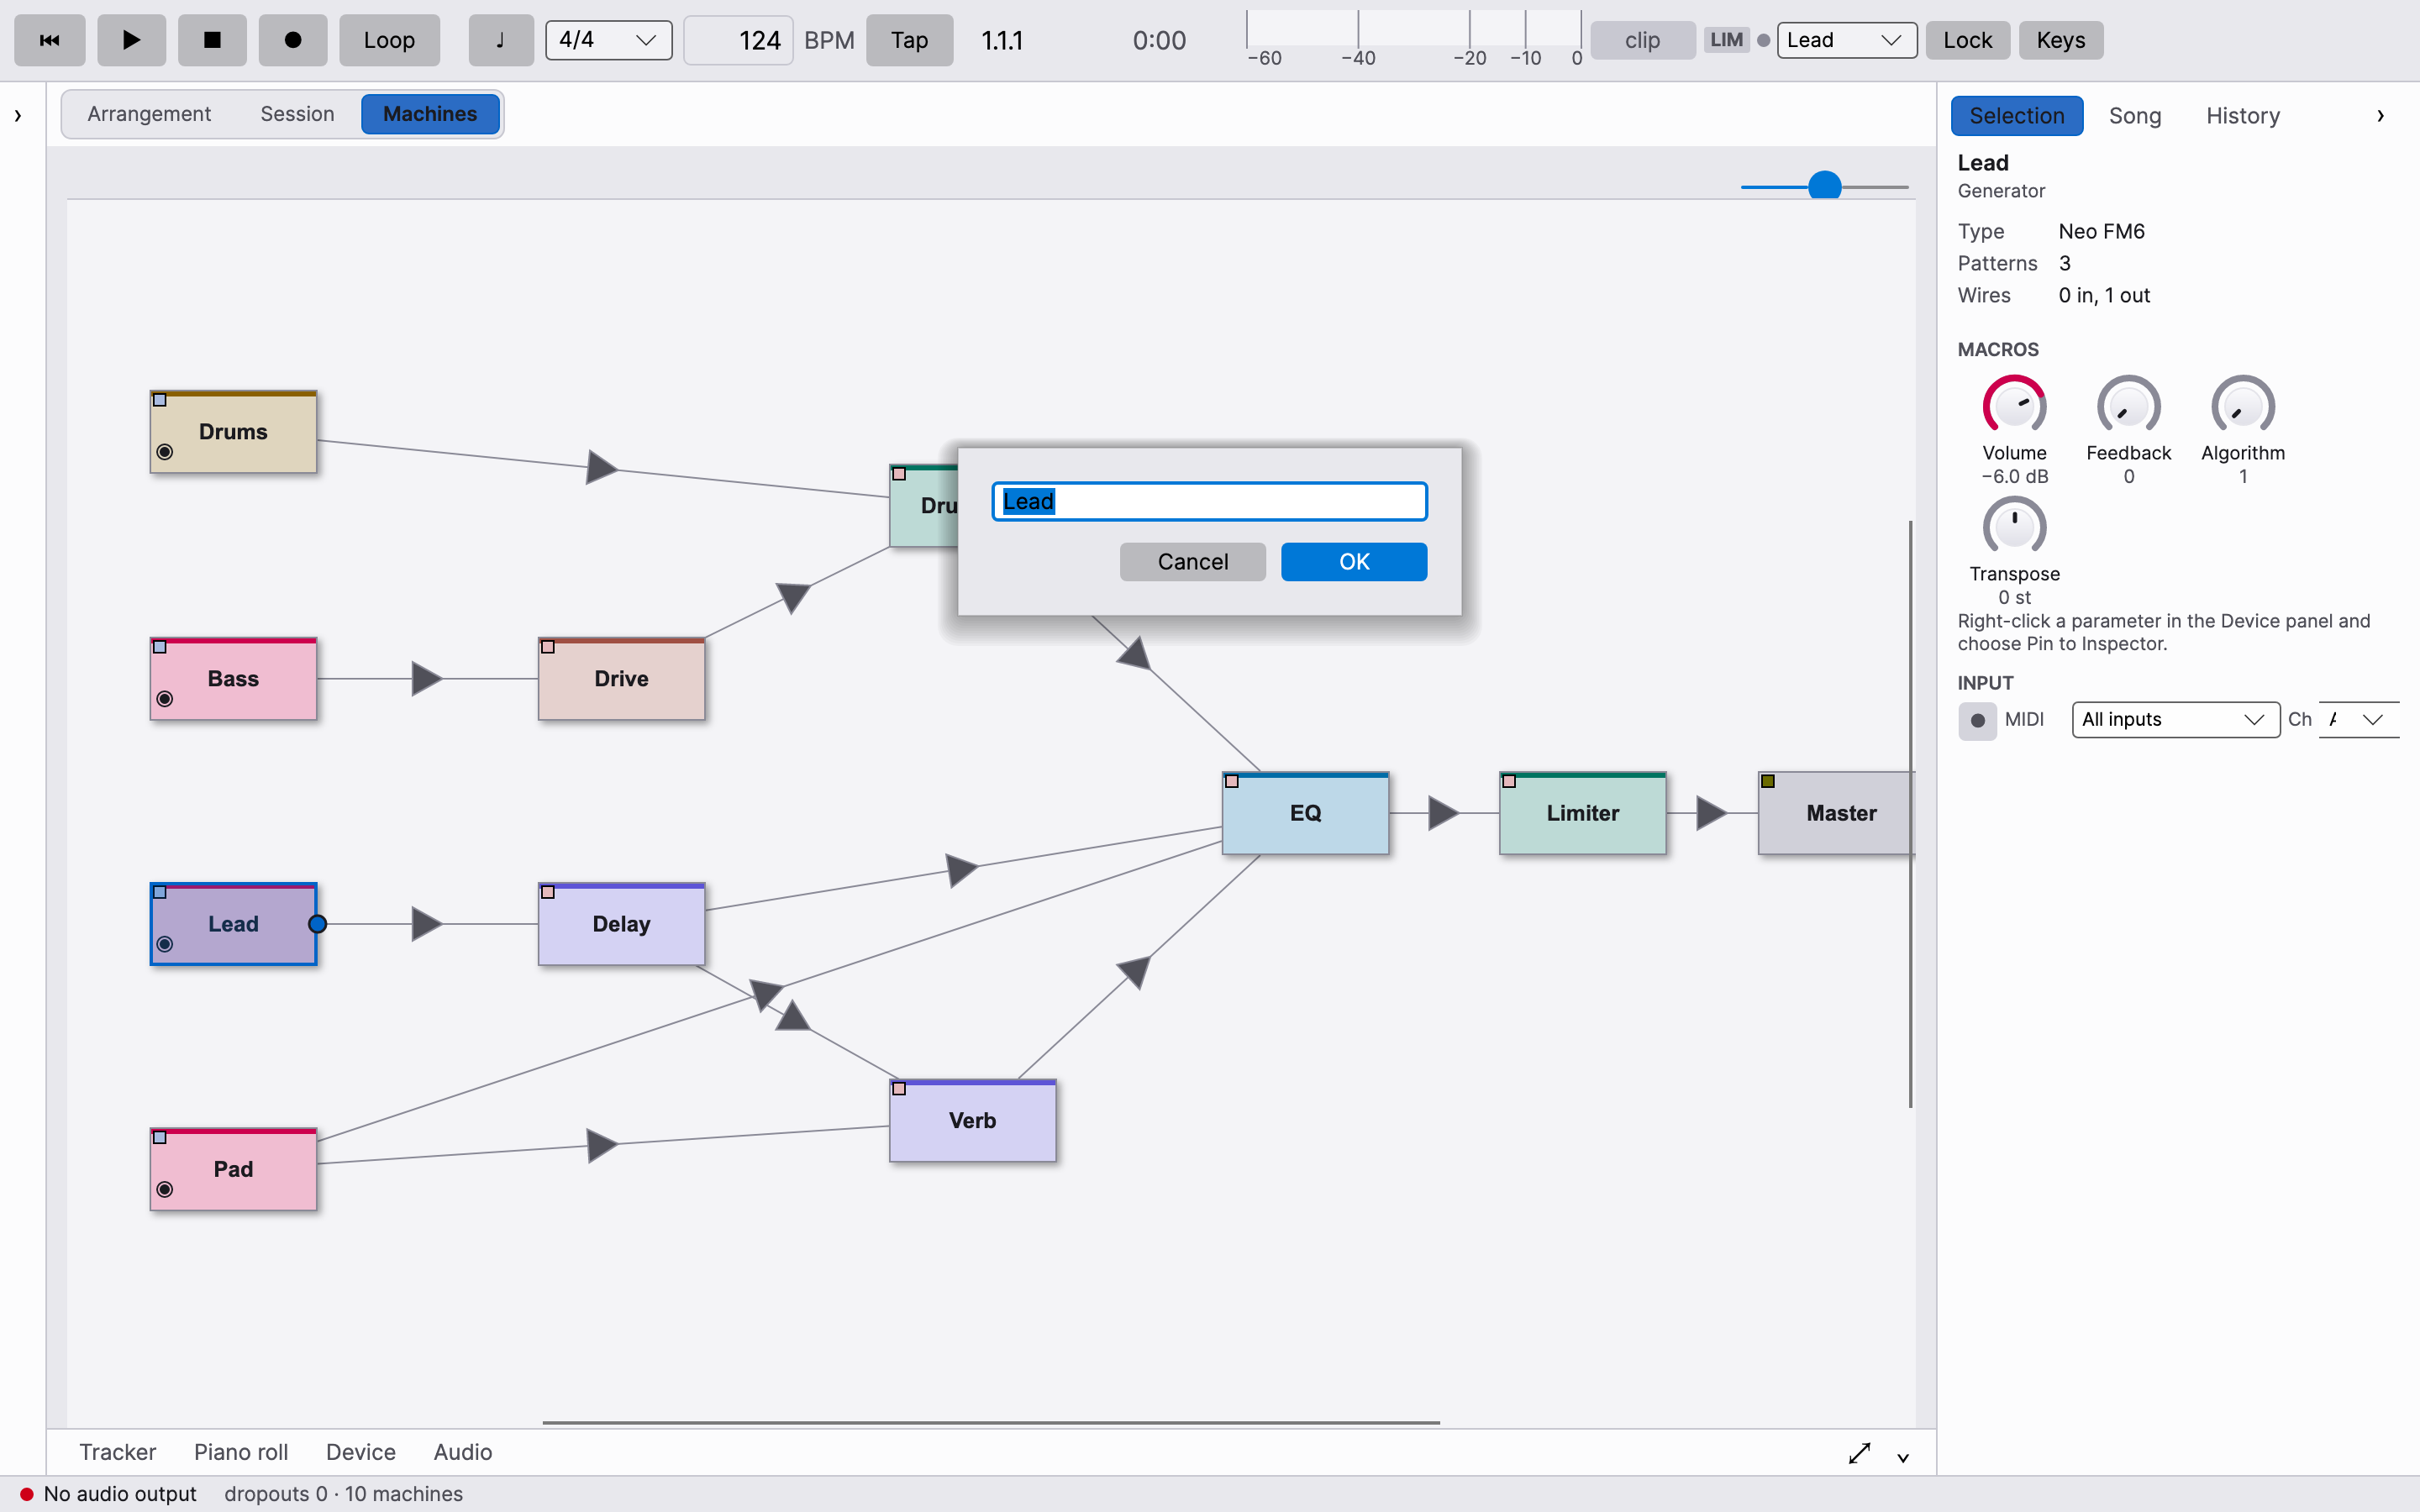 Loop
4/4
124 BPM
Tap
1.1.1
0:00
−60 −40 −20 −10 0
clip
LIM
Lead
Lock
Keys
Arrangement Session Machines
Selection Song History
Lead
Generator
Type Neo FM6
Patterns 3
Wires 0 in, 1 out
MACROS
Volume Feedback Algorithm
−6.0 dB 0 1
Transpose
0 st
Right-click a parameter in the Device panel and
choose Pin to Inspector.
INPUT
MIDI All inputs Ch
Drums
Dru
Lead
Cancel OK
Bass
Drive
EQ
Limiter
Master
Lead
Delay
Verb
Pad
Tracker Piano roll Device Audio
No audio output dropouts 0 · 10 machines